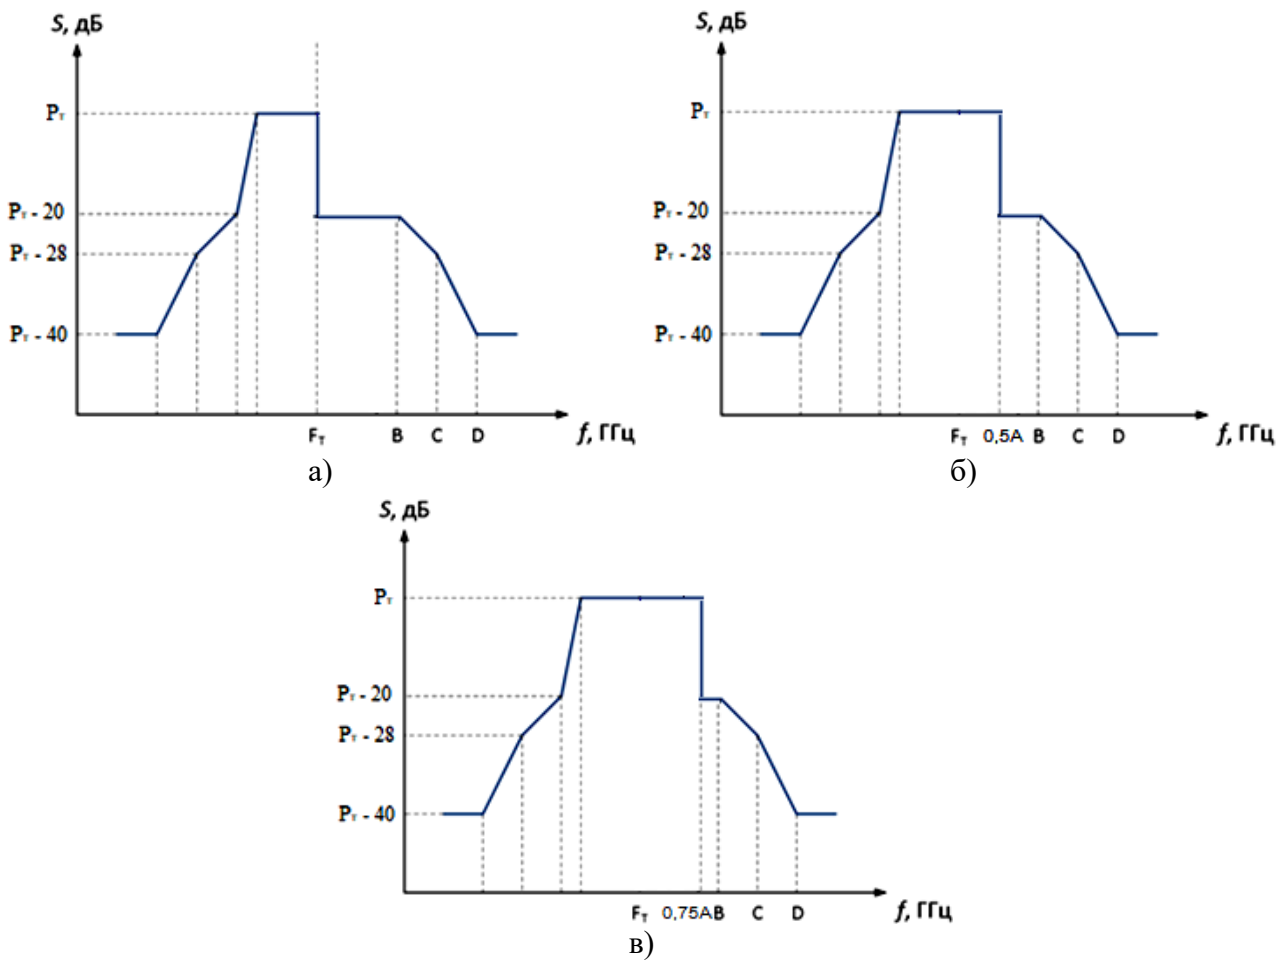 S, дБ
Pт
Pт - 20
Pт - 28
Pт - 40
Fт B C D f, ГГц
а)
S, дБ
Pт
Pт - 20
Pт - 28
Pт - 40
Fт 0,5A B C D f, ГГц
б)
S, дБ
Pт
Pт - 20
Pт - 28
Pт - 40
Fт 0,75A B C D f, ГГц
в)